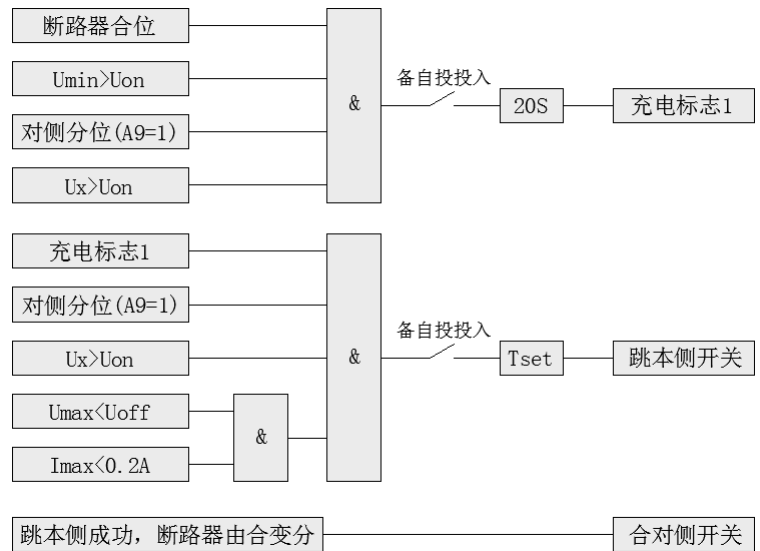 断路器合位
Umin>Uon
对侧分位(A9=1)
Ux>Uon
&
备自投投入
20S
充电标志1
充电标志1
对侧分位(A9=1)
Ux>Uon
Umax<Uoff
Imax<0.2A
&
&
备自投投入
Tset
跳本侧开关
跳本侧成功，断路器由合变分
合对侧开关